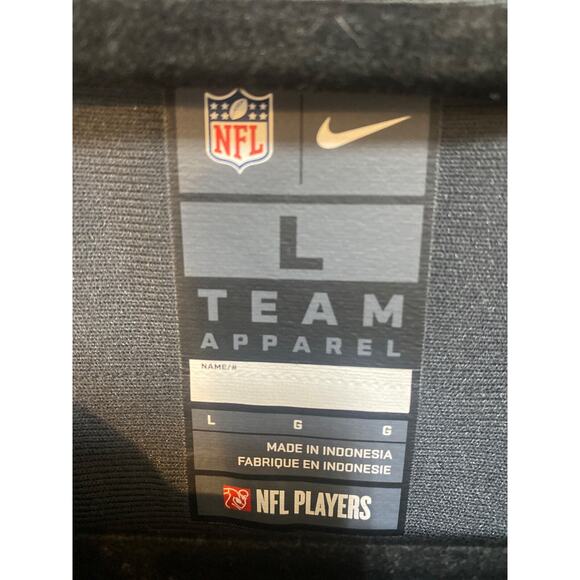 NFL
L
TEAM
APPAREL
NAME/#
L G G
MADE IN INDONESIA
FABRIQUE EN INDONESIE
NFL PLAYERS